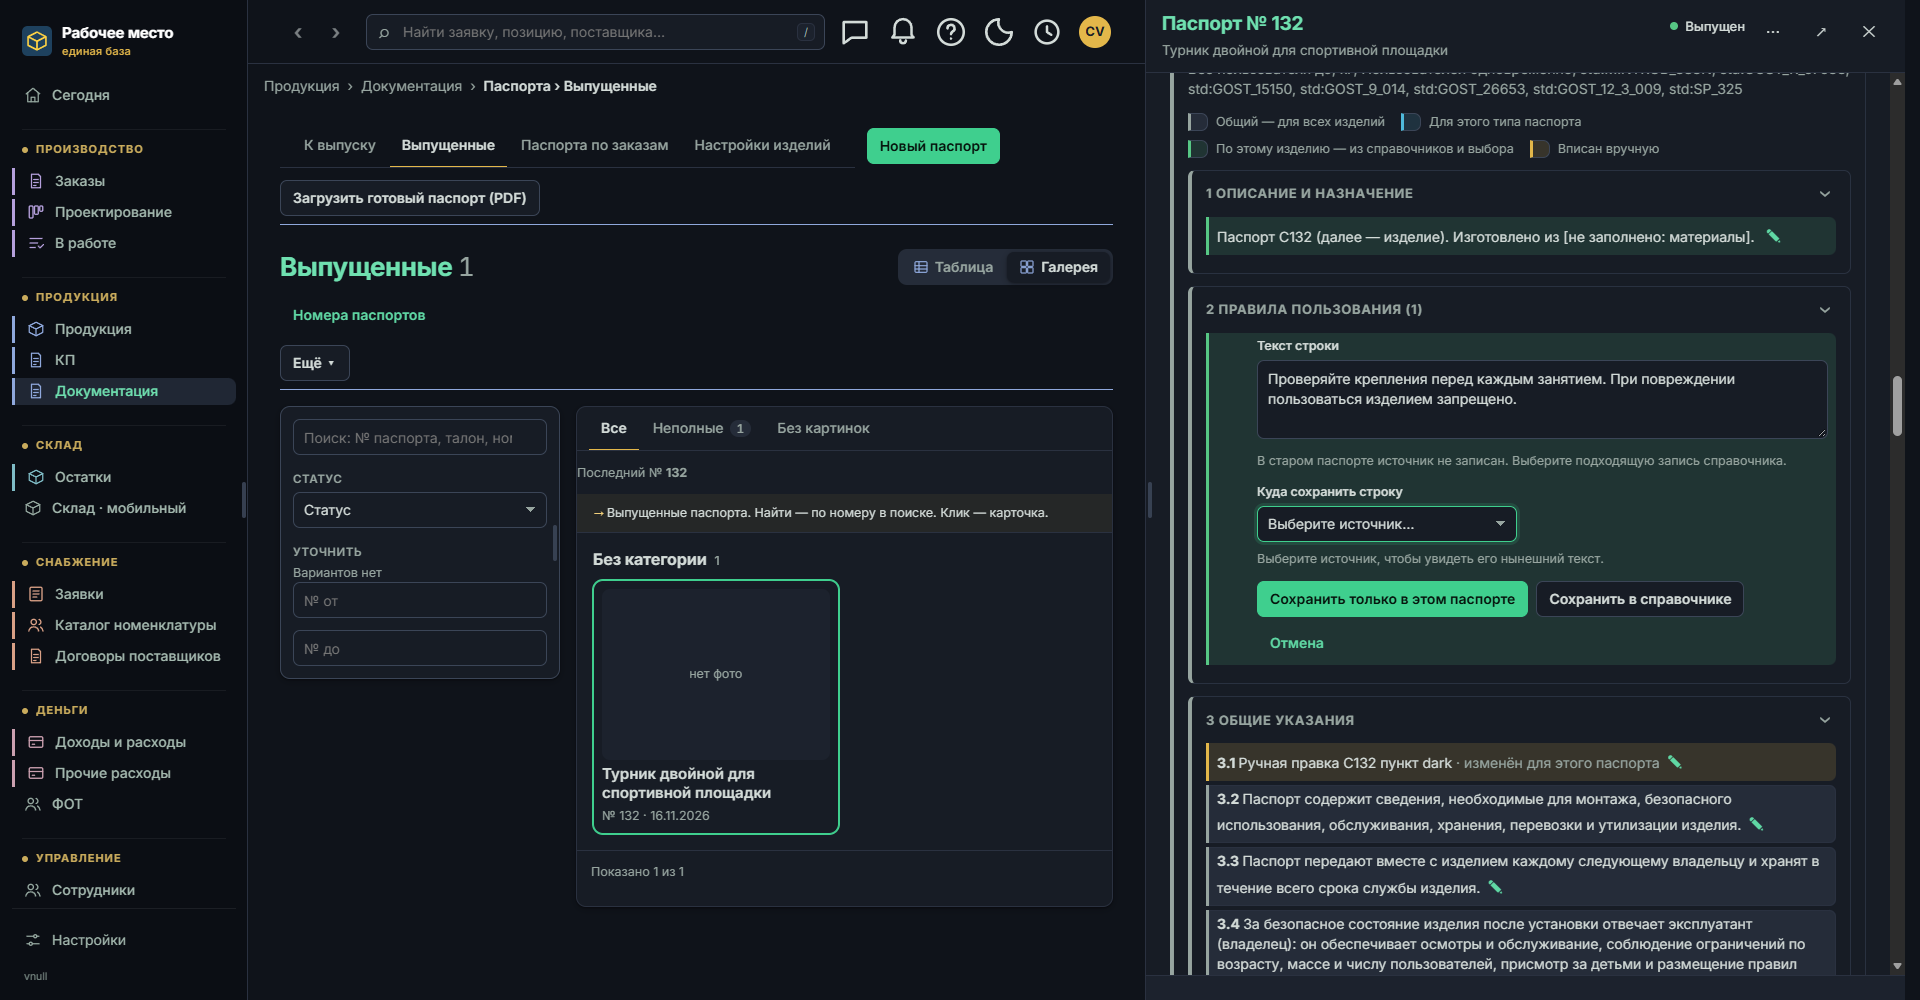 Рабочее место
единая база
Сегодня
ПРОИЗВОДСТВО
Заказы
Проектирование
В работе
ПРОДУКЦИЯ
Продукция
КП
Документация
СКЛАД
Остатки
Склад · мобильный
СНАБЖЕНИЕ
Заявки
Каталог номенклатуры
Договоры поставщиков
ДЕНЬГИ
Доходы и расходы
Прочие расходы
ФОТ
УПРАВЛЕНИЕ
Сотрудники
Настройки
vnull
Найти заявку, позицию, поставщика...
/
CV
Продукция › Документация › Паспорта › Выпущенные
К выпуску
Выпущенные
Паспорта по заказам
Настройки изделий
Новый паспорт
Загрузить готовый паспорт (PDF)
Выпущенные 1
Таблица
Галерея
Номера паспортов
Ещё ▾
Поиск: № паспорта, талон, но
СТАТУС
Статус
УТОЧНИТЬ
Вариантов нет
№ от
№ до
Все
Неполные 1
Без картинок
Последний № 132
→ Выпущенные паспорта. Найти — по номеру в поиске. Клик — карточка.
Без категории 1
нет фото
Турник двойной для
спортивной площадки
№ 132 · 16.11.2026
Показано 1 из 1
Паспорт № 132
Турник двойной для спортивной площадки
Выпущен
...
std:GOST_15150, std:GOST_9_014, std:GOST_26653, std:GOST_12_3_009, std:SP_325
Общий — для всех изделий
Для этого типа паспорта
По этому изделию — из справочников и выбора
Вписан вручную
1 ОПИСАНИЕ И НАЗНАЧЕНИЕ
Паспорт С132 (далее — изделие). Изготовлено из [не заполнено: материалы].
2 ПРАВИЛА ПОЛЬЗОВАНИЯ (1)
Текст строки
Проверяйте крепления перед каждым занятием. При повреждении
пользоваться изделием запрещено.
В старом паспорте источник не записан. Выберите подходящую запись справочника.
Куда сохранить строку
Выберите источник...
Выберите источник, чтобы увидеть его нынешний текст.
Сохранить только в этом паспорте
Сохранить в справочнике
Отмена
3 ОБЩИЕ УКАЗАНИЯ
3.1 Ручная правка С132 пункт dark · изменён для этого паспорта
3.2 Паспорт содержит сведения, необходимые для монтажа, безопасного
использования, обслуживания, хранения, перевозки и утилизации изделия.
3.3 Паспорт передают вместе с изделием каждому следующему владельцу и хранят в
течение всего срока службы изделия.
3.4 За безопасное состояние изделия после установки отвечает эксплуатант
(владелец): он обеспечивает осмотры и обслуживание, соблюдение ограничений по
возрасту, массе и числу пользователей, присмотр за детьми и размещение правил